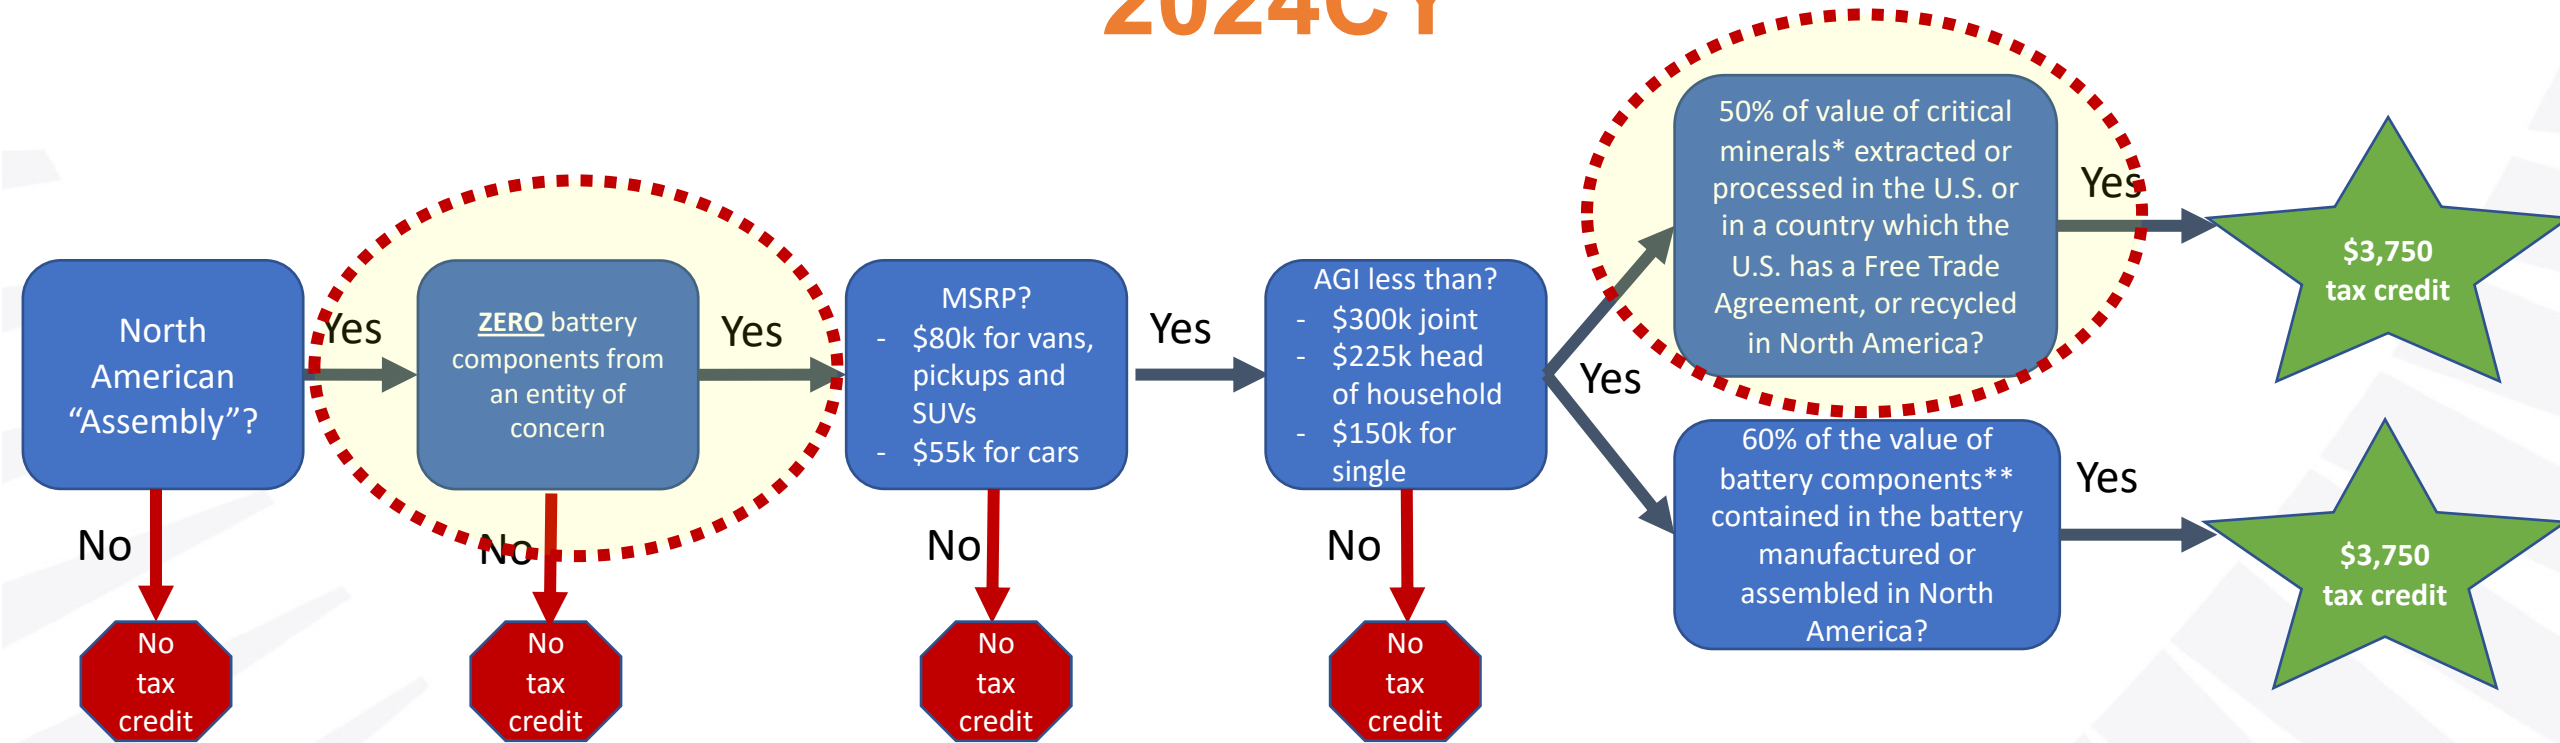 2024CY
North
American
“Assembly”?
Yes
No
No
tax
credit
ZERO battery
components from
an entity of
concern
Yes
No
No
tax
credit
MSRP?
- $80k for vans,
pickups and
SUVs
- $55k for cars
Yes
No
No
tax
credit
AGI less than?
- $300k joint
- $225k head
of household
- $150k for
single
Yes
No
No
tax
credit
50% of value of critical
minerals* extracted or
processed in the U.S. or
in a country which the
U.S. has a Free Trade
Agreement, or recycled
in North America?
Yes
$3,750
tax credit
60% of the value of
battery components**
contained in the battery
manufactured or
assembled in North
America?
Yes
$3,750
tax credit